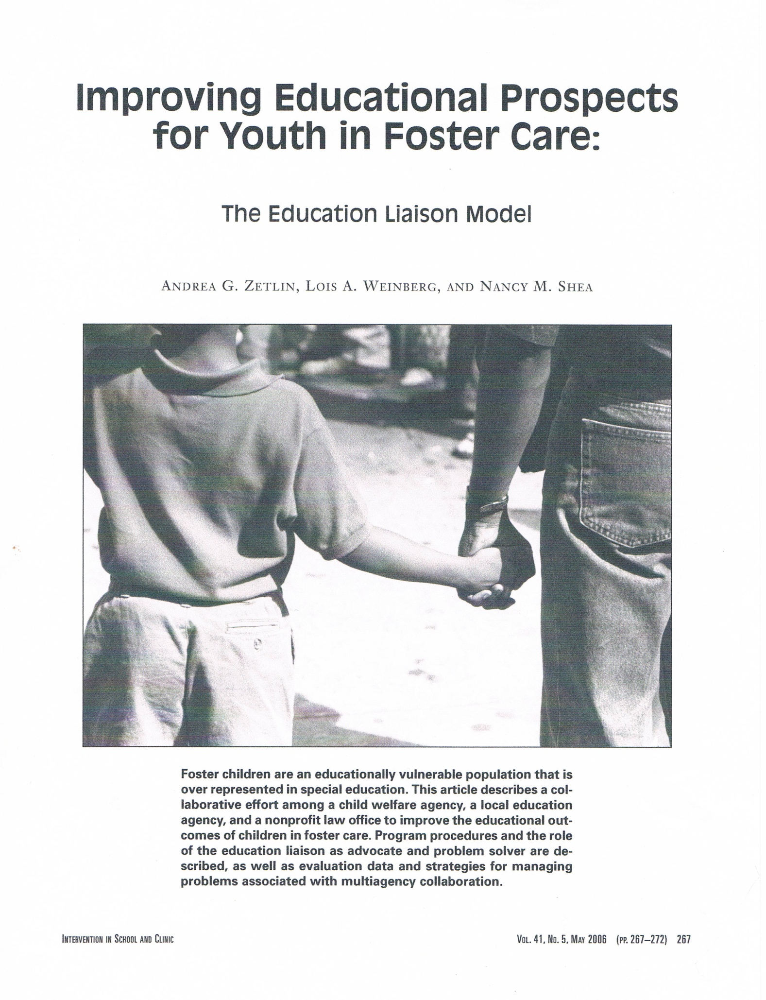 Improving Educational Prospects
for Youth in Foster Care:
The Education Liaison Model
ANDREA G. ZETLIN, LOIS A. WEINBERG, AND NANCY M. SHEA
Foster children are an educationally vulnerable population that is
over represented in special education. This article describes a col-
laborative effort among a child welfare agency, a local education
agency, and a nonprofit law office to improve the educational out-
comes of children in foster care. Program procedures and the role
of the education liaison as advocate and problem solver are de-
scribed, as well as evaluation data and strategies for managing
problems associated with multiagency collaboration.
INTERVENTION IN SCHOOL AND CLINIC VOL. 41, NO. 5, MAY 2006 (PP. 267–272) 267